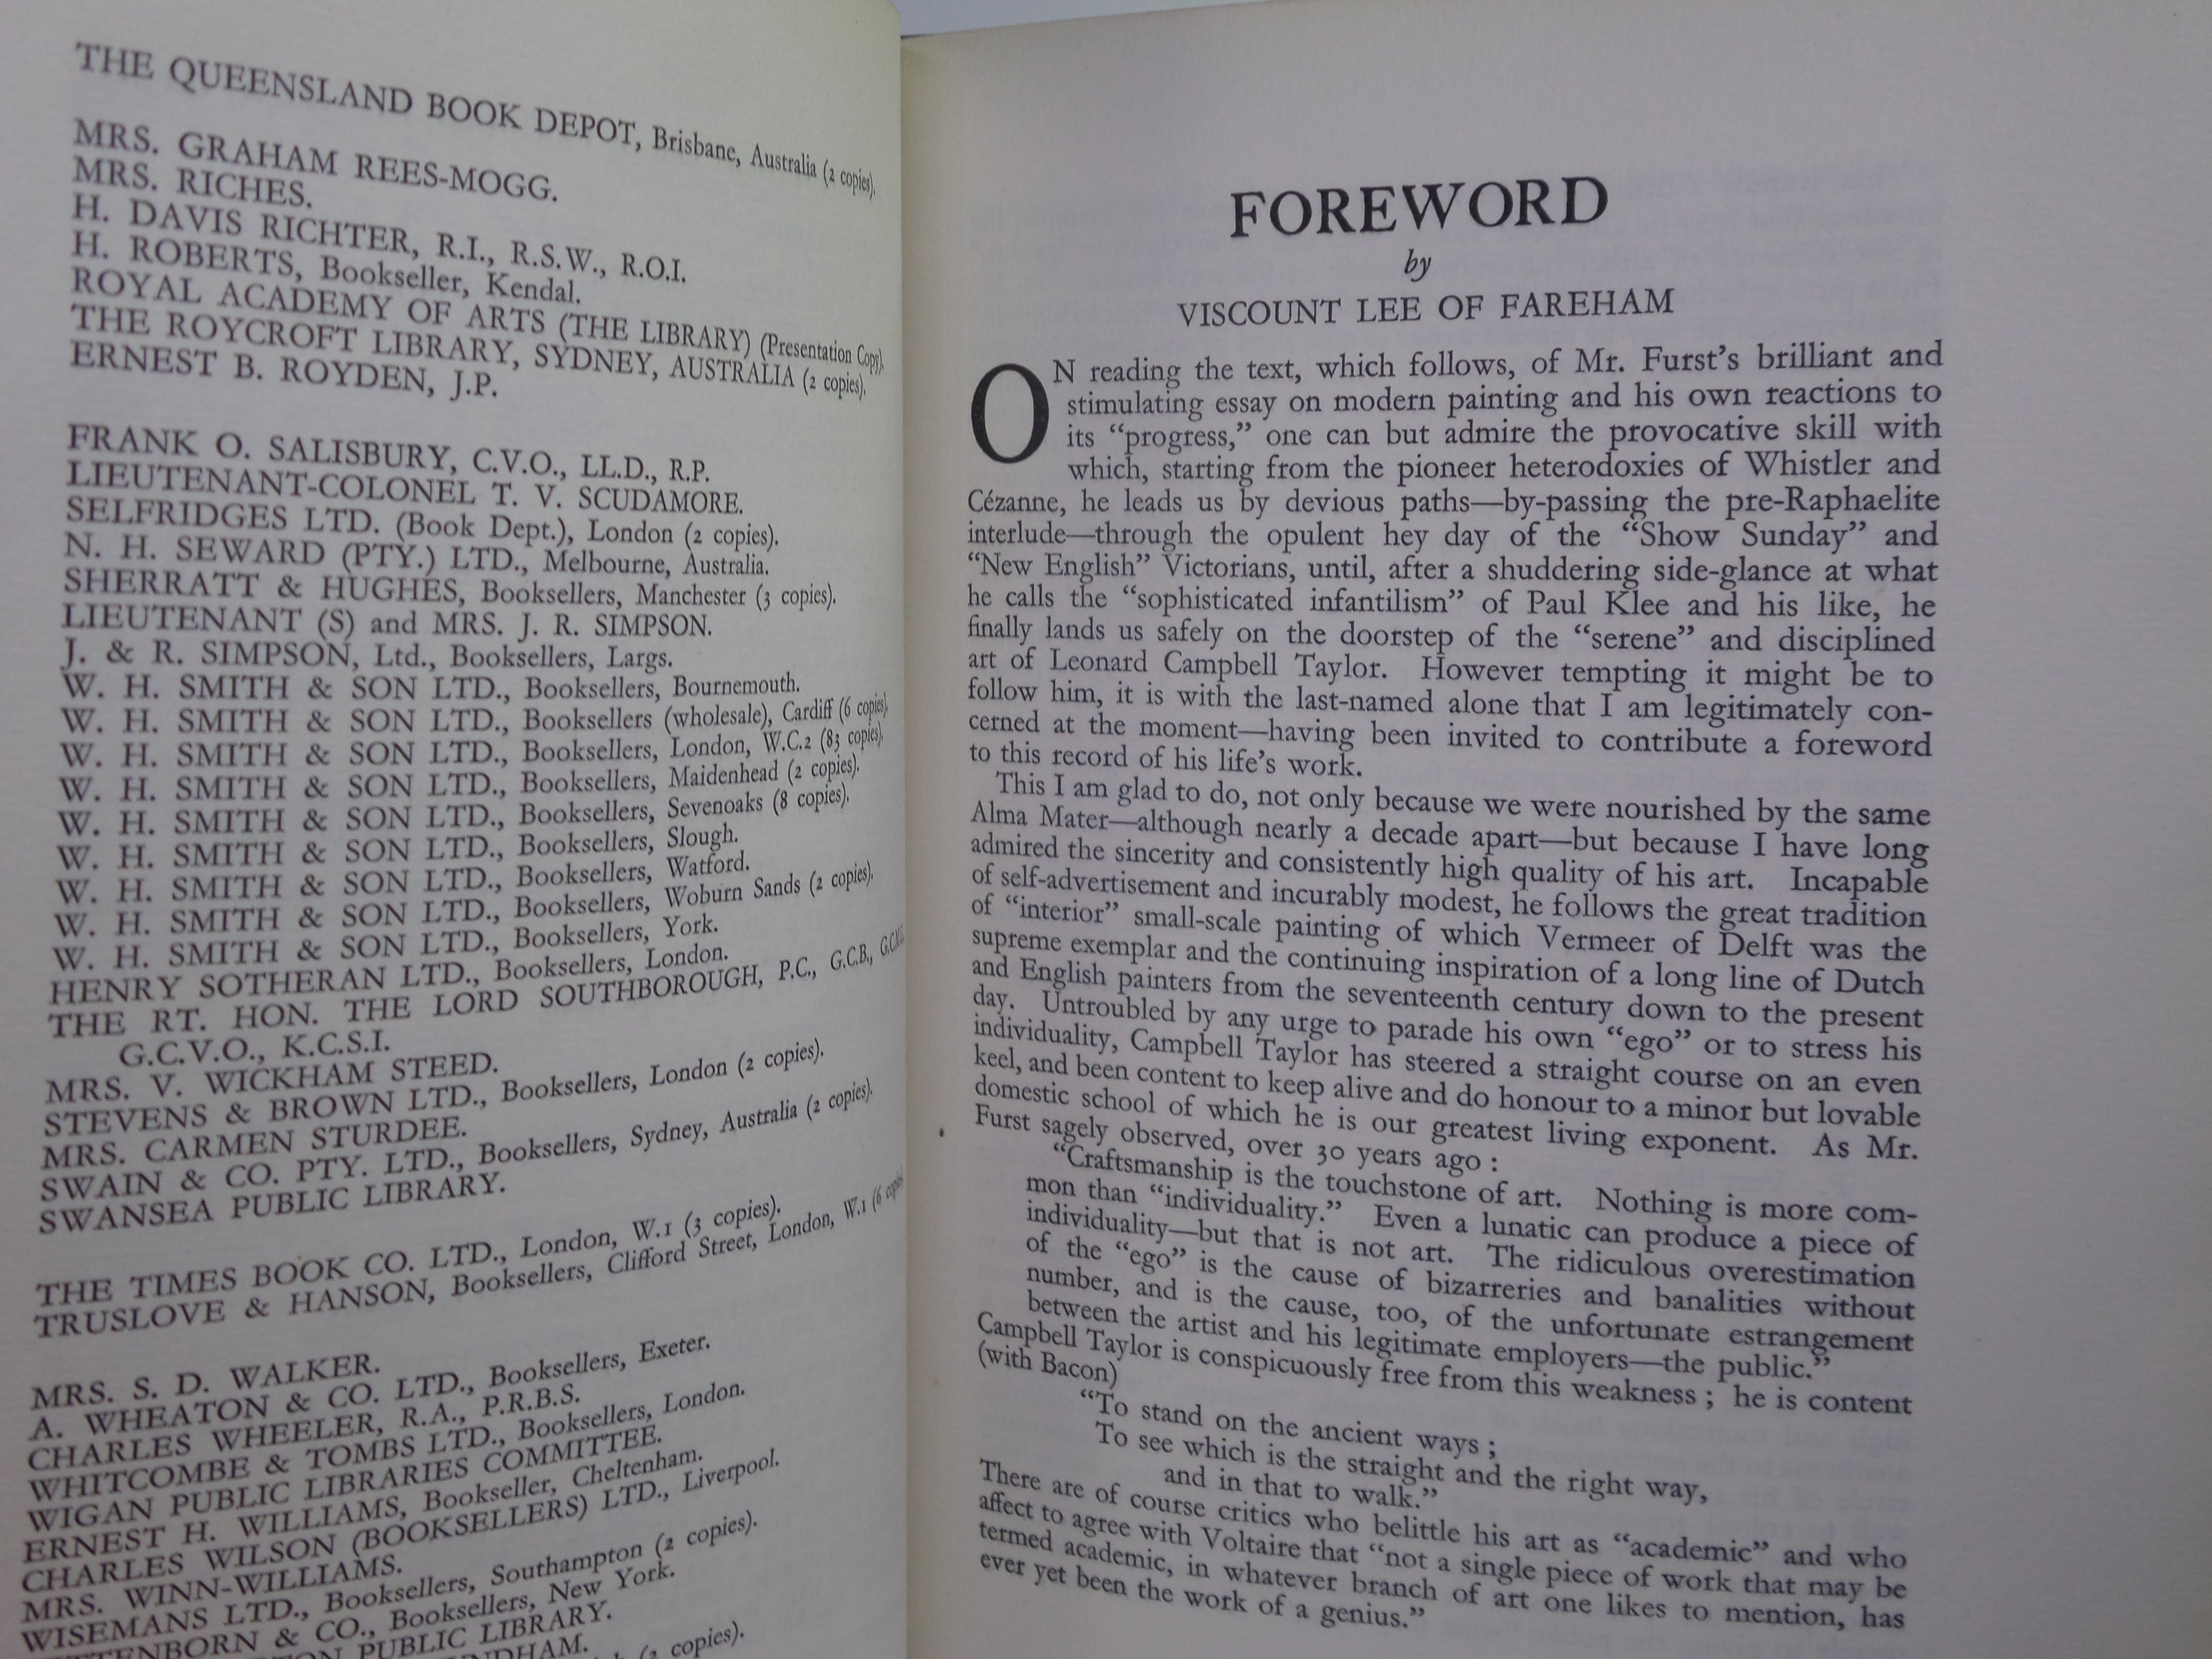 THE QUEENSLAND BOOK DEPOT, Brisbane, Australia (2 copies).
MRS. GRAHAM REES-MOGG.
MRS. RICHES.
H. DAVIS RICHTER, R.I., R.S.W., R.O.I.
H. ROBERTS, Bookseller, Kendal.
ROYAL ACADEMY OF ARTS (THE LIBRARY) (Presentation Copy).
THE ROYCROFT LIBRARY, SYDNEY, AUSTRALIA (2 copies).
ERNEST B. ROYDEN, J.P.
FRANK O. SALISBURY, C.V.O., LL.D., R.P.
LIEUTENANT-COLONEL T. V. SCUDAMORE.
SELFRIDGES LTD. (Book Dept.), London (2 copies).
N. H. SEWARD (PTY.) LTD., Melbourne, Australia.
SHERRATT & HUGHES, Booksellers, Manchester (3 copies).
LIEUTENANT (S) and MRS. J. R. SIMPSON.
J. & R. SIMPSON, Ltd., Booksellers, Largs.
W. H. SMITH & SON LTD., Booksellers, Bournemouth.
W. H. SMITH & SON LTD., Booksellers (wholesale), Cardiff (6 copies).
W. H. SMITH & SON LTD., Booksellers, London, W.C.2 (83 copies).
W. H. SMITH & SON LTD., Booksellers, Maidenhead (2 copies).
W. H. SMITH & SON LTD., Booksellers, Sevenoaks (8 copies).
W. H. SMITH & SON LTD., Booksellers, Slough.
W. H. SMITH & SON LTD., Booksellers, Watford.
W. H. SMITH & SON LTD., Booksellers, Woburn Sands (2 copies).
W. H. SMITH & SON LTD., Booksellers, York.
HENRY SOTHERAN LTD., Booksellers, London.
THE RT. HON. THE LORD SOUTHBOROUGH, P.C., G.C.B.,
G.C.V.O., K.C.S.I.
MRS. V. WICKHAM STEED.
STEVENS & BROWN LTD., Booksellers, London (2 copies).
MRS. CARMEN STURDEE.
SWAIN & CO. PTY. LTD., Booksellers, Sydney, Australia (2 copies).
SWANSEA PUBLIC LIBRARY.
THE TIMES BOOK CO. LTD., London, W.1 (3 copies).
TRUSLOVE & HANSON, Booksellers, Clifford Street, London, W.1 (6 copies
MRS. S. D. WALKER.
A. WHEATON & CO. LTD., Booksellers, Exeter.
CHARLES WHEELER, R.A., P.R.B.S.
WHITCOMBE & TOMBS LTD., Booksellers, London.
WIGAN PUBLIC LIBRARIES COMMITTEE.
ERNEST H. WILLIAMS, Bookseller, Cheltenham.
CHARLES WILSON (BOOKSELLERS) LTD., Liverpool.
MRS. WINN-WILLIAMS.
WISEMANS LTD., Booksellers, Southampton (2 copies).
& CO., Booksellers, New York.
PUBLIC LIBRARY.
(2 copies).
FOREWORD
by
VISCOUNT LEE OF FAREHAM
ON reading the text, which follows, of Mr. Furst's brilliant and
stimulating essay on modern painting and his own reactions to
its "progress," one can but admire the provocative skill with
which, starting from the pioneer heterodoxies of Whistler and
Cézanne, he leads us by devious paths—by-passing the pre-Raphaelite
interlude—through the opulent hey day of the "Show Sunday" and
"New English" Victorians, until, after a shuddering side-glance at what
he calls the "sophisticated infantilism" of Paul Klee and his like, he
finally lands us safely on the doorstep of the "serene" and disciplined
art of Leonard Campbell Taylor. However tempting it might be to
follow him, it is with the last-named alone that I am legitimately con-
cerned at the moment—having been invited to contribute a foreword
to this record of his life's work.
This I am glad to do, not only because we were nourished by the same
Alma Mater—although nearly a decade apart—but because I have long
admired the sincerity and consistently high quality of his art. Incapable
of self-advertisement and incurably modest, he follows the great tradition
of "interior" small-scale painting of which Vermeer of Delft was the
supreme exemplar and the continuing inspiration of a long line of Dutch
and English painters from the seventeenth century down to the present
day. Untroubled by any urge to parade his own "ego" or to stress his
individuality, Campbell Taylor has steered a straight course on an even
keel, and been content to keep alive and do honour to a minor but lovable
domestic school of which he is our greatest living exponent. As Mr.
Furst sagely observed, over 30 years ago :
"Craftsmanship is the touchstone of art. Nothing is more com-
mon than "individuality." Even a lunatic can produce a piece of
individuality—but that is not art. The ridiculous overestimation
of the "ego" is the cause of bizarreries and banalities without
number, and is the cause, too, of the unfortunate estrangement
between the artist and his legitimate employers—the public."
Campbell Taylor is conspicuously free from this weakness ; he is content
(with Bacon)
"To stand on the ancient ways ;
To see which is the straight and the right way,
and in that to walk."
There are of course critics who belittle his art as "academic" and who
affect to agree with Voltaire that "not a single piece of work that may be
termed academic, in whatever branch of art one likes to mention, has
ever yet been the work of a genius."